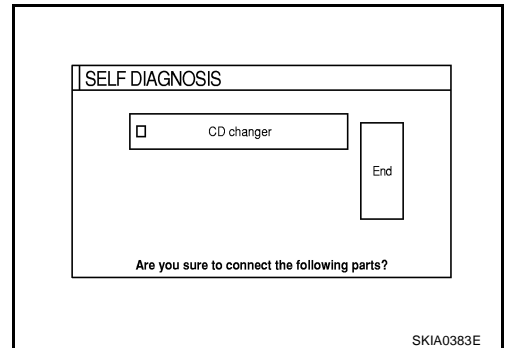 SELF DIAGNOSIS
CD changer
End
Are you sure to connect the following parts?
SKIA0383E